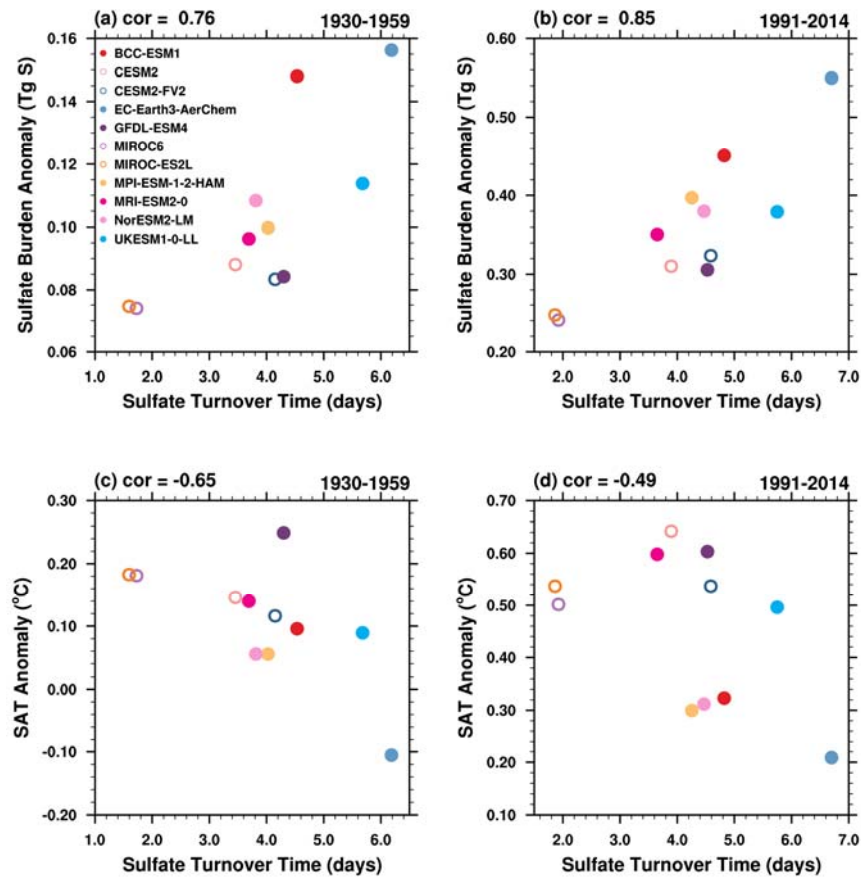 (a) cor = 0.76 1930-1959
Sulfate Burden Anomaly (Tg S)
0.16
0.14
0.12
0.10
0.08
0.06
BCC-ESM1
CESM2
CESM2-FV2
EC-Earth3-AerChem
GFDL-ESM4
MIROC6
MIROC-ES2L
MPI-ESM-1-2-HAM
MRI-ESM2-0
NorESM2-LM
UKESM1-0-LL
1.0 2.0 3.0 4.0 5.0 6.0
Sulfate Turnover Time (days)
(b) cor = 0.85 1991-2014
Sulfate Burden Anomaly (Tg S)
0.60
0.50
0.40
0.30
0.20
2.0 3.0 4.0 5.0 6.0 7.0
Sulfate Turnover Time (days)
(c) cor = -0.65 1930-1959
SAT Anomaly (°C)
0.30
0.20
0.10
0.00
-0.10
-0.20
1.0 2.0 3.0 4.0 5.0 6.0
Sulfate Turnover Time (days)
(d) cor = -0.49 1991-2014
SAT Anomaly (°C)
0.70
0.60
0.50
0.40
0.30
0.20
0.10
2.0 3.0 4.0 5.0 6.0 7.0
Sulfate Turnover Time (days)